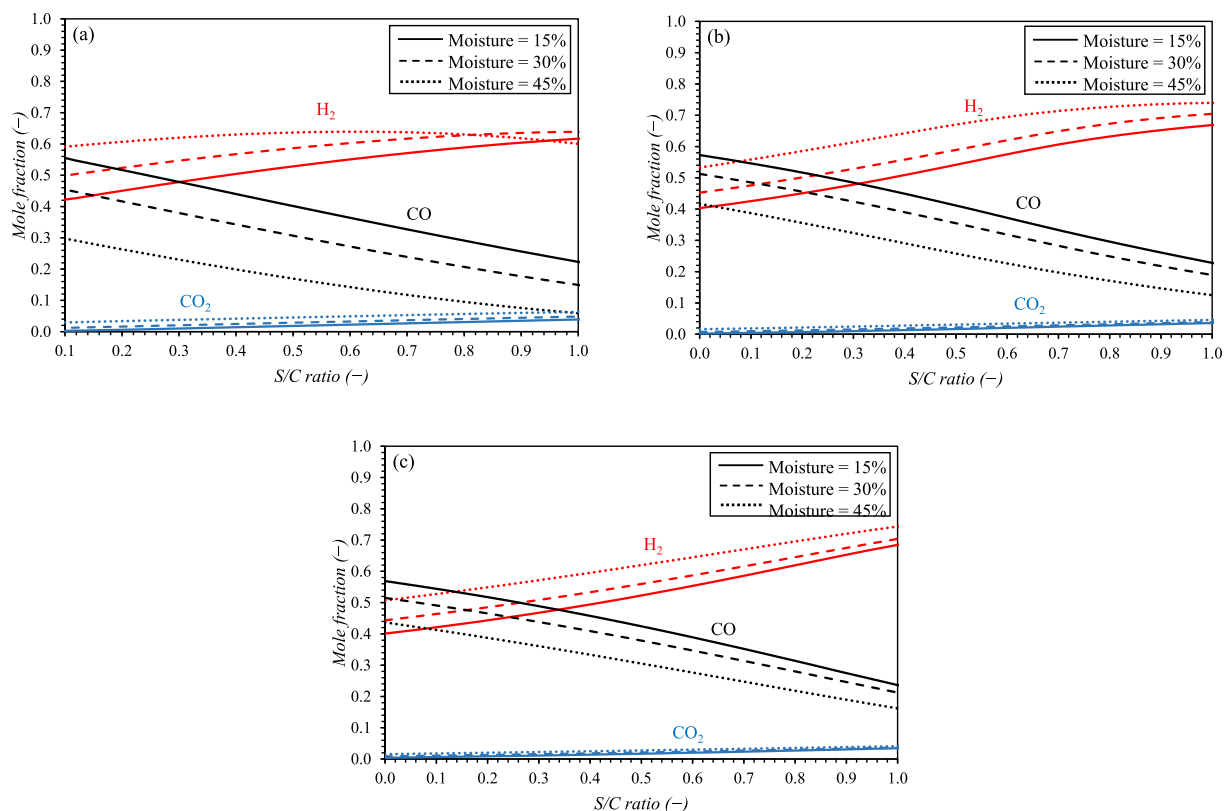 (a)
Moisture = 15%
Moisture = 30%
Moisture = 45%
H2
CO
CO2
Mole fraction (−)
1.0
0.9
0.8
0.7
0.6
0.5
0.4
0.3
0.2
0.1
0.0
0.1 0.2 0.3 0.4 0.5 0.6 0.7 0.8 0.9 1.0
S/C ratio (−)
(b)
Moisture = 15%
Moisture = 30%
Moisture = 45%
H2
CO
CO2
Mole fraction (−)
1.0
0.9
0.8
0.7
0.6
0.5
0.4
0.3
0.2
0.1
0.0
0.0 0.1 0.2 0.3 0.4 0.5 0.6 0.7 0.8 0.9 1.0
S/C ratio (−)
(c)
Moisture = 15%
Moisture = 30%
Moisture = 45%
H2
CO
CO2
Mole fraction (−)
1.0
0.9
0.8
0.7
0.6
0.5
0.4
0.3
0.2
0.1
0.0
0.0 0.1 0.2 0.3 0.4 0.5 0.6 0.7 0.8 0.9 1.0
S/C ratio (−)